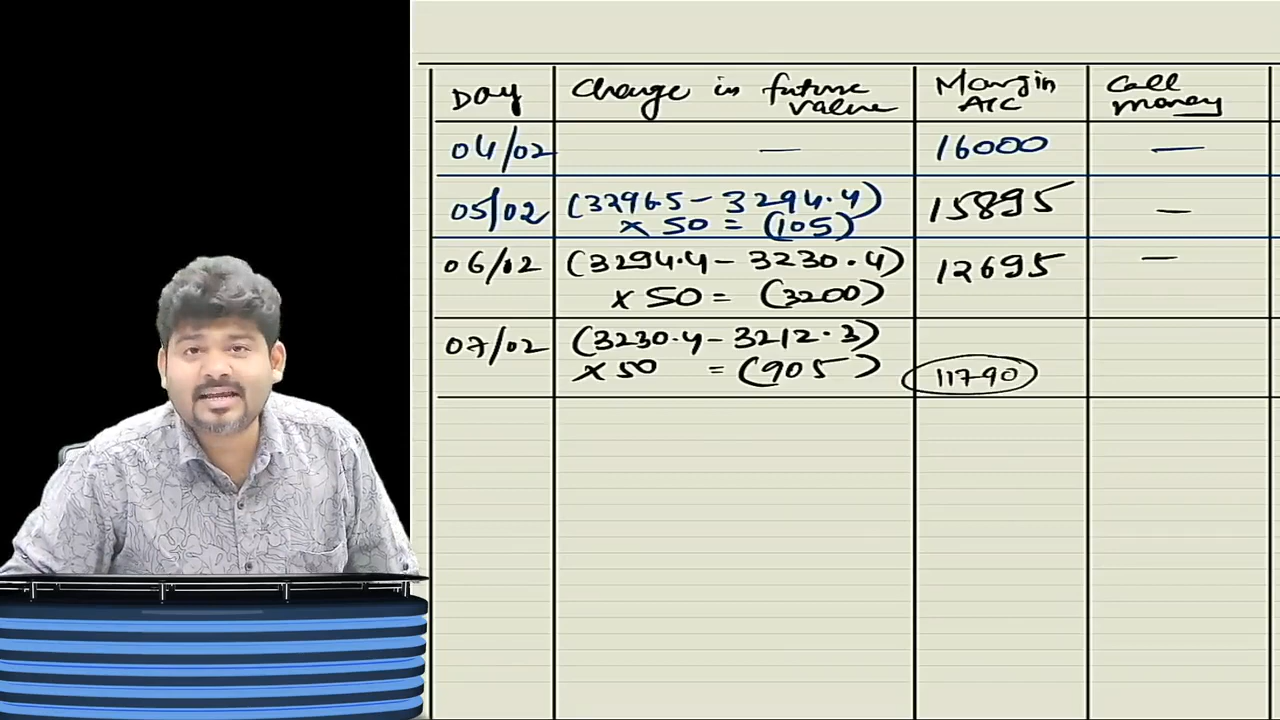 Day Change in future value Margin A/C Call money
04/02 — 16000 —
05/02 (3296.5 - 3294.4) 15895 —
x 50 = (105)
06/02 (3294.4 - 3230.4) 12695 —
x 50 = (3200)
07/02 (3230.4 - 3212.3)
x 50 = (905) 11790